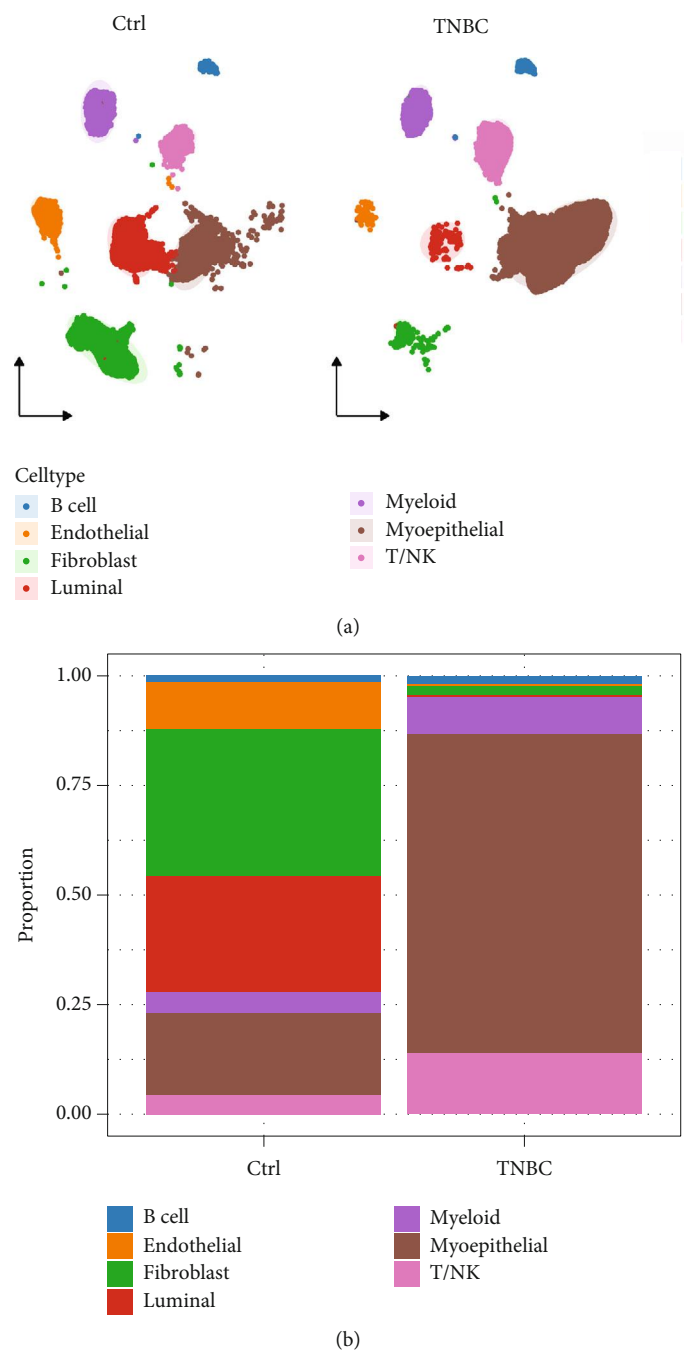 Ctrl
TNBC
Celltype
B cell
Endothelial
Fibroblast
Luminal
Myeloid
Myoepithelial
T/NK
(a)
1.00
0.75
0.50
0.25
0.00
Proportion
Ctrl
TNBC
B cell
Endothelial
Fibroblast
Luminal
Myeloid
Myoepithelial
T/NK
(b)